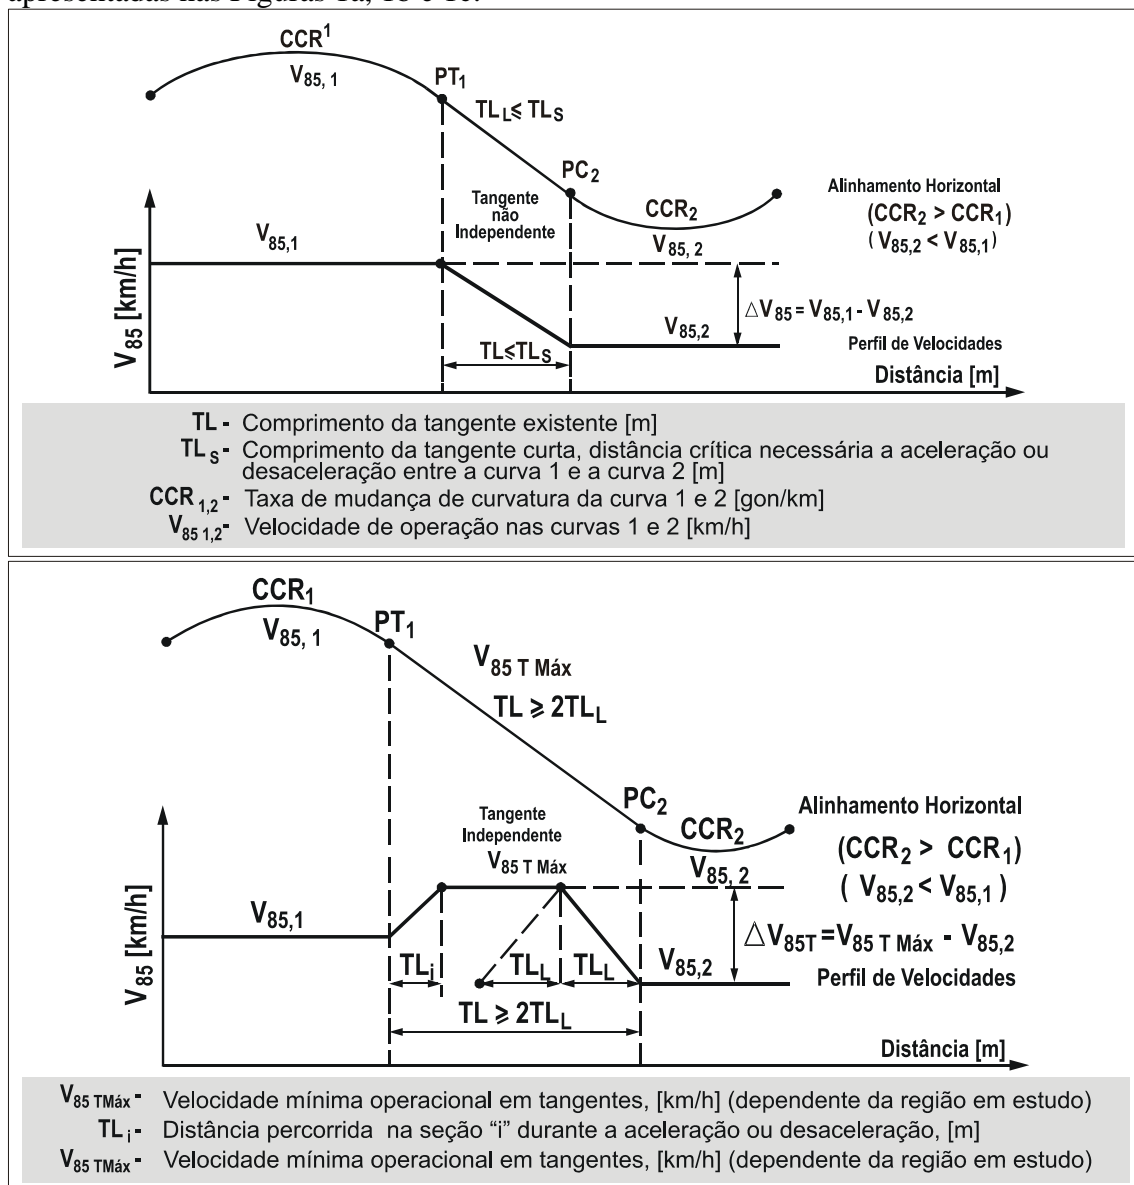 apresentadas nas Figuras 1a, 1b e 1c.
CCR¹
V85, 1
PT1
TLL⩽ TLS
PC2
Tangente
não
Independente
CCR2
V85, 2
Alinhamento Horizontal
(CCR2 > CCR1)
( V85,2 < V85,1)
V85 [km/h]
V85,1
△V85 = V85,1 - V85,2
V85,2
Perfil de Velocidades
TL⩽TLS
Distância [m]
TL - Comprimento da tangente existente [m]
TLS - Comprimento da tangente curta, distância crítica necessária a aceleração ou
desaceleração entre a curva 1 e a curva 2 [m]
CCR 1,2 - Taxa de mudança de curvatura da curva 1 e 2 [gon/km]
V85 1,2 - Velocidade de operação nas curvas 1 e 2 [km/h]
CCR1
V85, 1
PT1
V85 T Máx
TL ⩾ 2TLL
PC2
Tangente
Independente
V85 T Máx
CCR2
V85, 2
Alinhamento Horizontal
(CCR2 > CCR1)
( V85,2 < V85,1 )
V85 [km/h]
V85,1
△V85T =V85 T Máx - V85,2
V85,2
Perfil de Velocidades
TLi
TLL
TLL
TL ⩾ 2TLL
Distância [m]
V85 TMáx - Velocidade mínima operacional em tangentes, [km/h] (dependente da região em estudo)
TLi - Distância percorrida na seção “i” durante a aceleração ou desaceleração, [m]
V85 TMáx - Velocidade mínima operacional em tangentes, [km/h] (dependente da região em estudo)